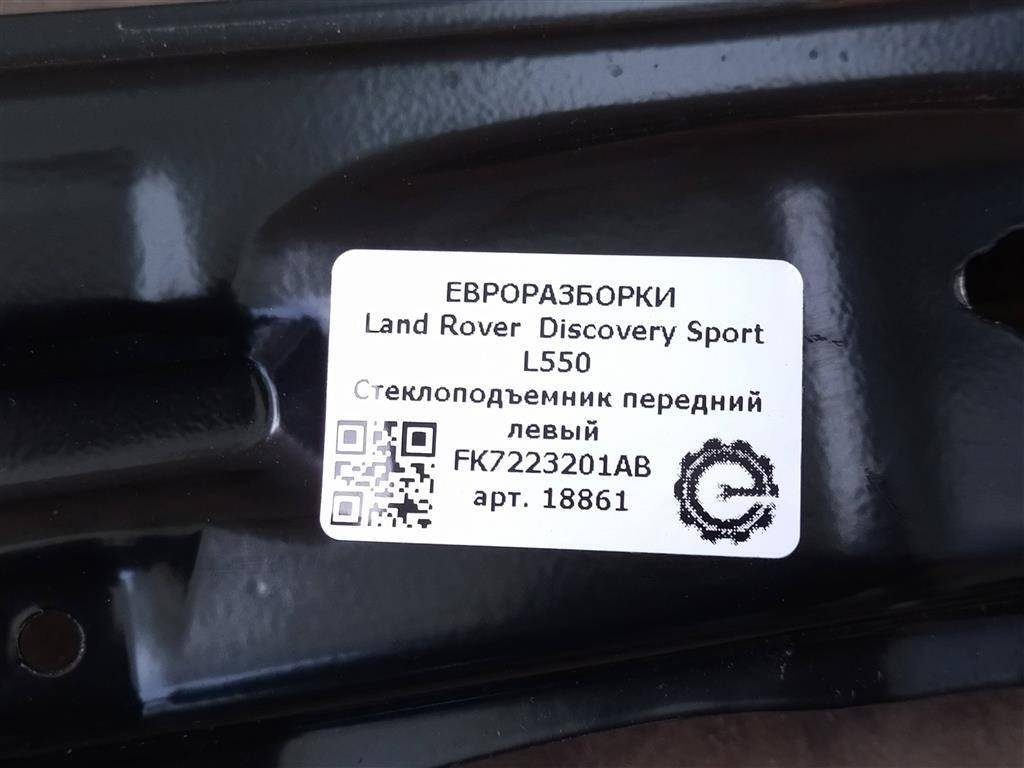 ЕВРОРАЗБОРКИ
Land Rover Discovery Sport
L550
Стеклоподъемник передний
левый
FK7223201AB
арт. 18861